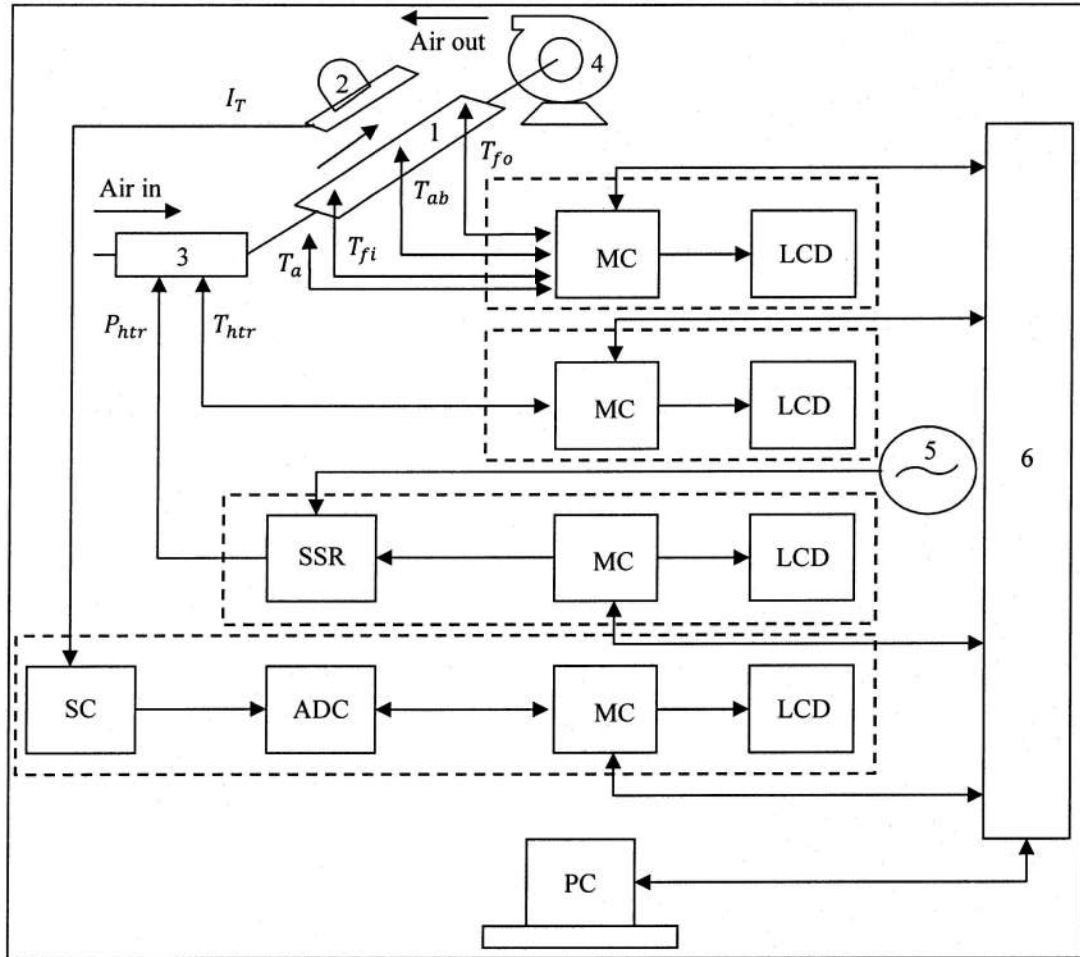 Air out
4
2
I_T
1
T_fo
Air in
T_ab
3
T_a
T_fi
MC
LCD
P_htr
T_htr
MC
LCD
5
6
SSR
MC
LCD
SC
ADC
MC
LCD
PC